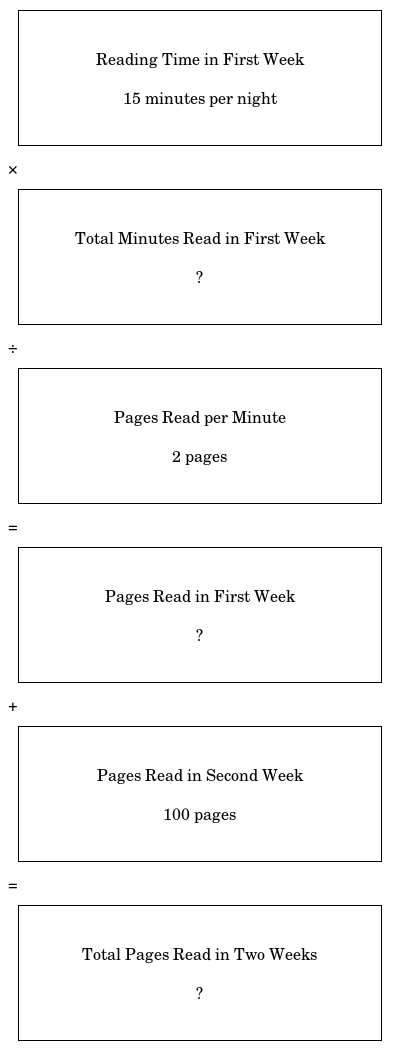 Reading Time in First Week
15 minutes per night
×
Total Minutes Read in First Week
?
÷
Pages Read per Minute
2 pages
=
Pages Read in First Week
?
+
Pages Read in Second Week
100 pages
=
Total Pages Read in Two Weeks
?